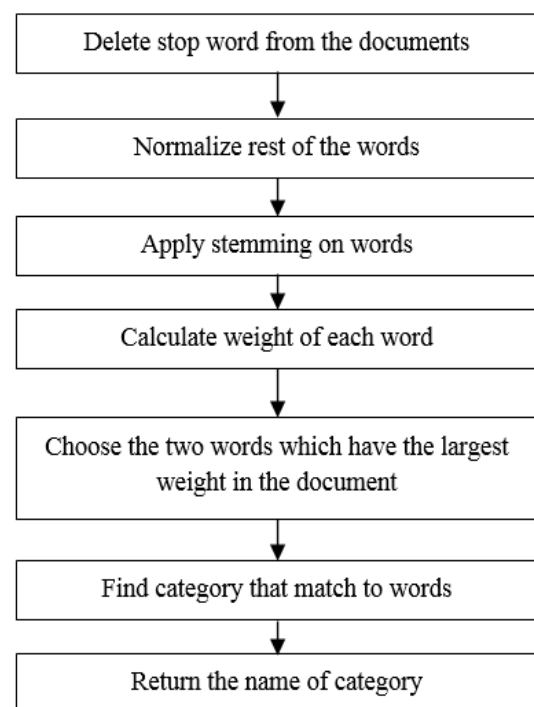 Delete stop word from the documents
Normalize rest of the words
Apply stemming on words
Calculate weight of each word
Choose the two words which have the largest
weight in the document
Find category that match to words
Return the name of category